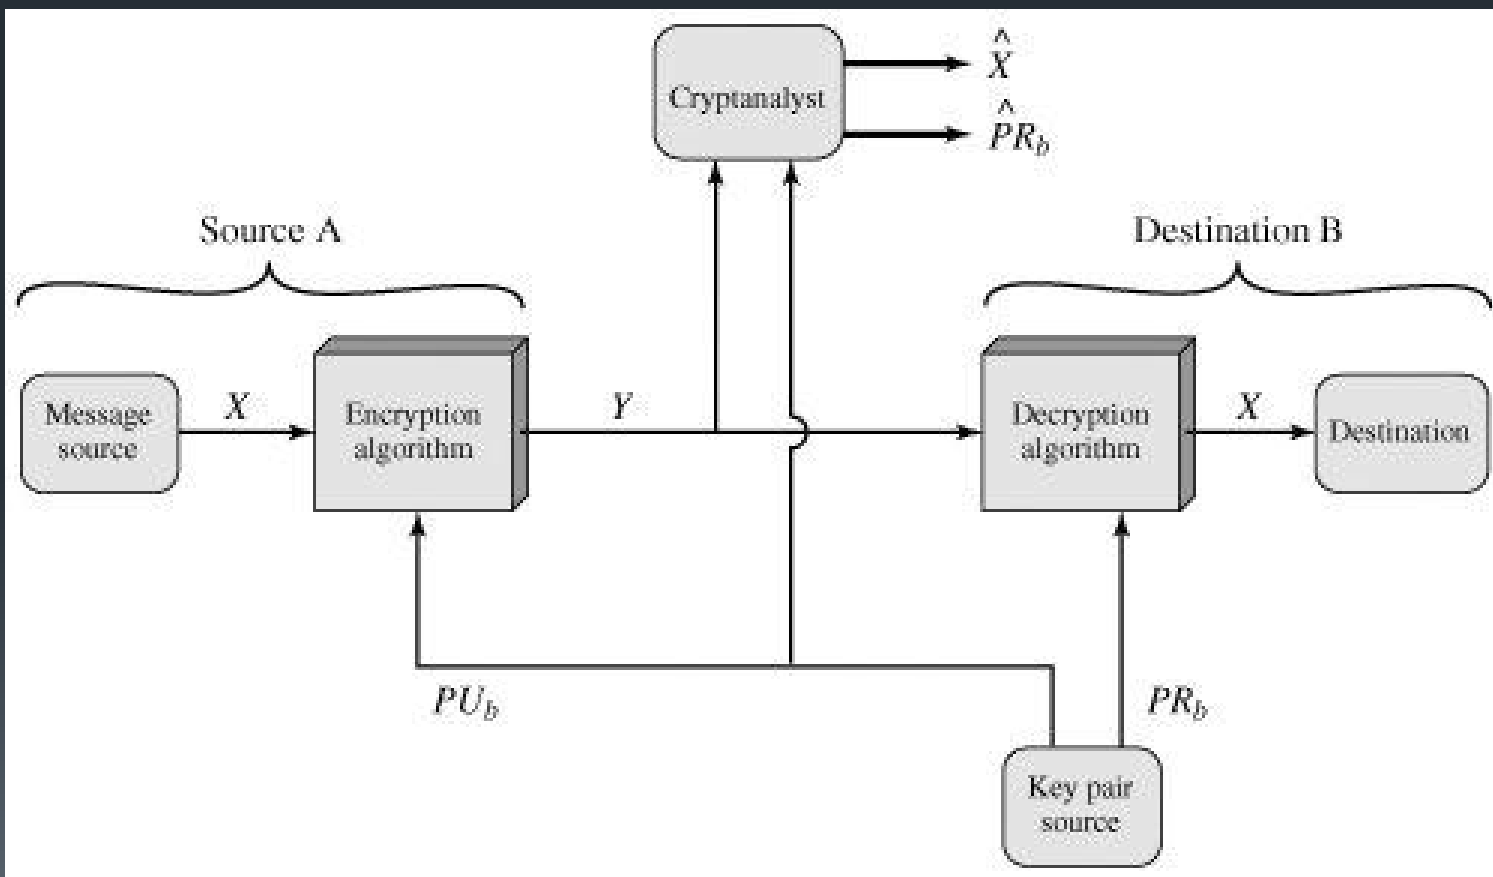 X̂
Cryptanalyst
P̂R_b
Source A
Destination B
Message
source
X
Encryption
algorithm
Y
Decryption
algorithm
X
Destination
PU_b
PR_b
Key pair
source